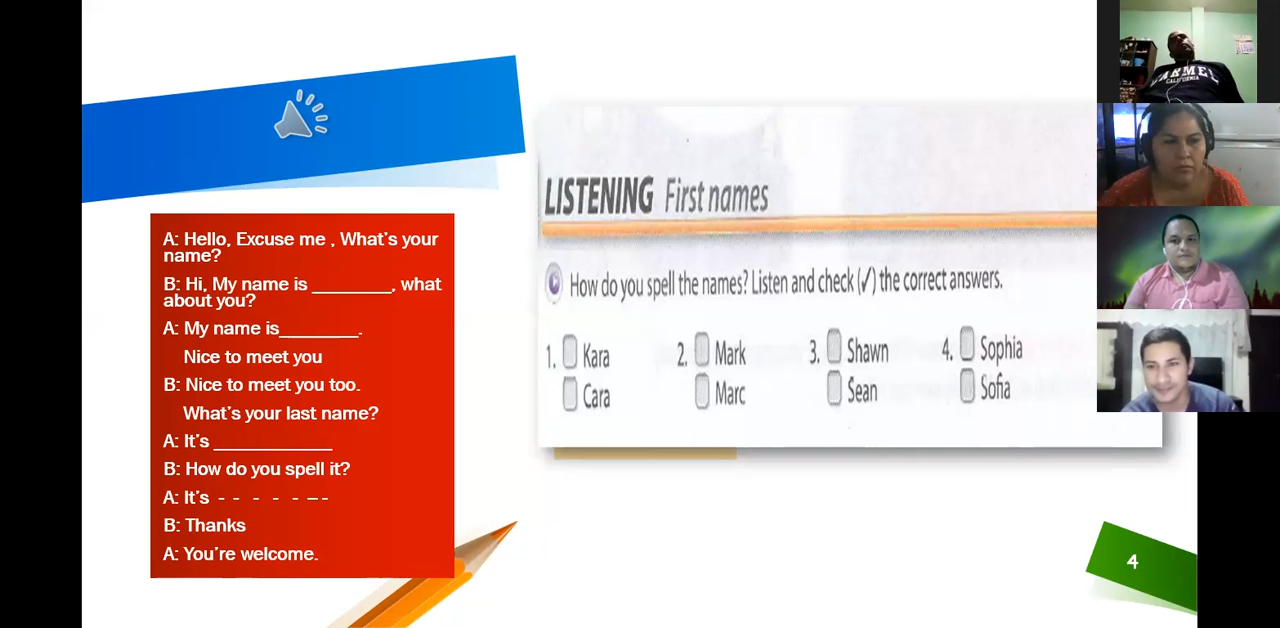 A: Hello, Excuse me , What's your
name?
B: Hi, My name is ________, what
about you?
A: My name is________.
Nice to meet you
B: Nice to meet you too.
What's your last name?
A: It's ____________
B: How do you spell it?
A: It's - - - - - – -
B: Thanks
A: You're welcome.
LISTENING First names
How do you spell the names? Listen and check (✓) the correct answers.
1. Kara 2. Mark 3. Shawn 4. Sophia
Cara Marc Sean Sofia
4
CARMEL
CALIFORNIA